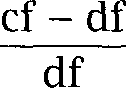 cf – df
df